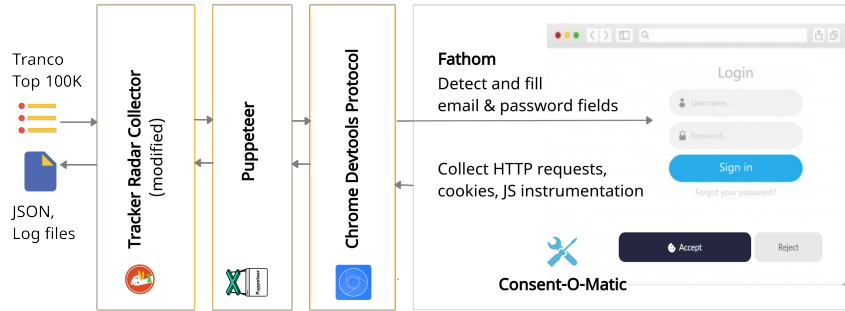 Tranco
Top 100K
JSON,
Log files
Tracker Radar Collector
(modified)
Puppeteer
Puppeteer
Chrome Devtools Protocol
Fathom
Detect and fill
email & password fields
Collect HTTP requests,
cookies, JS instrumentation
Login
Username...
Password...
Sign in
Forgot your password?
Accept
Reject
Consent-O-Matic